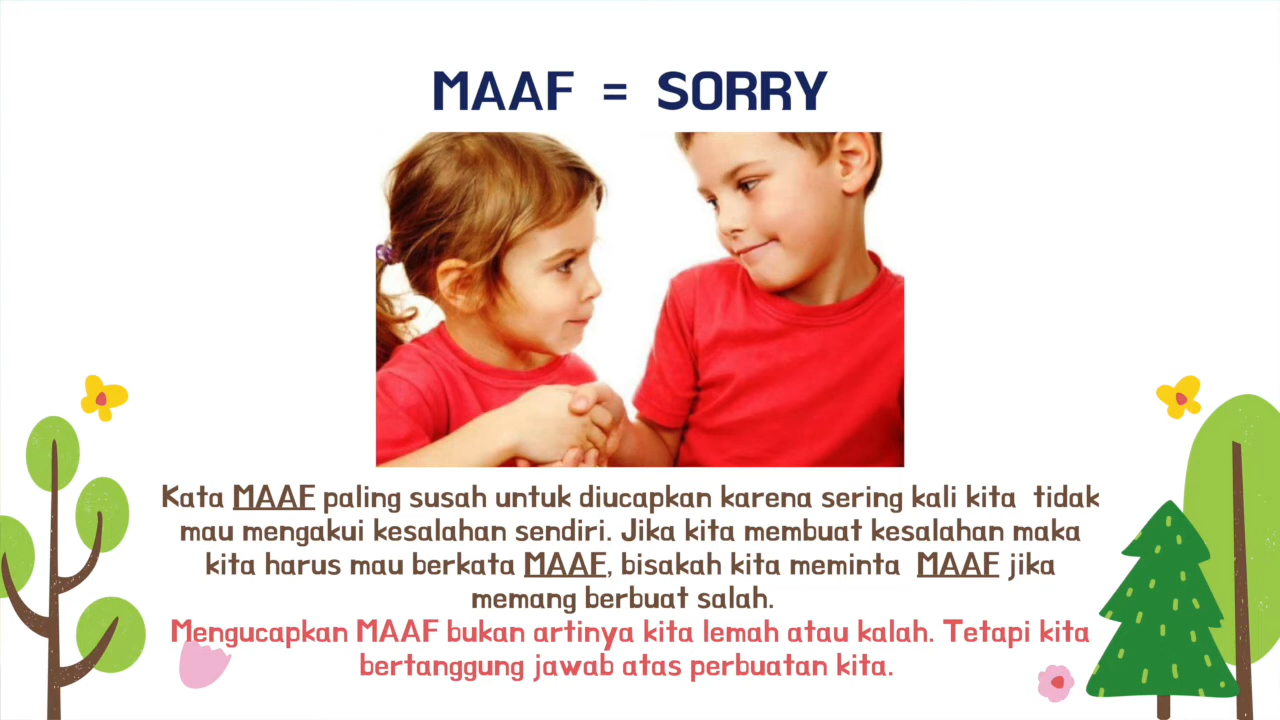 MAAF = SORRY
Kata MAAF paling susah untuk diucapkan karena sering kali kita tidak
mau mengakui kesalahan sendiri. Jika kita membuat kesalahan maka
kita harus mau berkata MAAF, bisakah kita meminta MAAF jika
memang berbuat salah.
Mengucapkan MAAF bukan artinya kita lemah atau kalah. Tetapi kita
bertanggung jawab atas perbuatan kita.